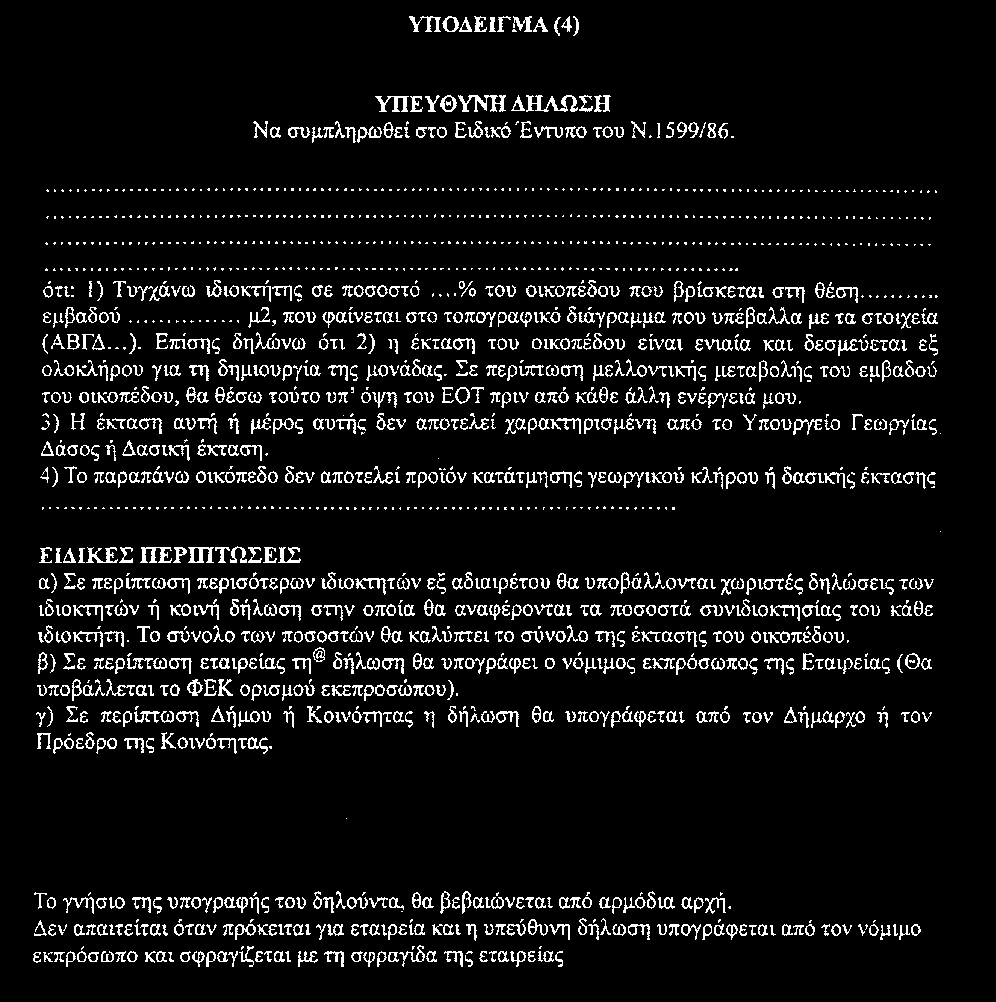 ΥΠΟΔΕΙΓΜΑ (4)
ΥΠΕΥΘΥΝΗ ΔΗΛΩΣΗ
Να συμπληρωθεί στο Ειδικό Έντυπο του Ν.1599/86.
..............................................................................................................
..............................................................................................................
..............................................................................................................
......................................................................................
ότι: 1) Τυγχάνω ιδιοκτήτης σε ποσοστό ....% του οικοπέδου που βρίσκεται στη θέση...........
εμβαδού ............... μ2, που φαίνεται στο τοπογραφικό διάγραμμα που υπέβαλλα με τα στοιχεία
(ΑΒΓΔ...). Επίσης δηλώνω ότι 2) η έκταση του οικοπέδου είναι ενιαία και δεσμεύεται εξ
ολοκλήρου για τη δημιουργία της μονάδας. Σε περίπτωση μελλοντικής μεταβολής του εμβαδού
του οικοπέδου, θα θέσω τούτο υπ' όψη του ΕΟΤ πριν από κάθε άλλη ενέργειά μου.
3) Η έκταση αυτή ή μέρος αυτής δεν αποτελεί χαρακτηρισμένη από το Υπουργείο Γεωργίας
Δάσος ή Δασική έκταση.
4) Το παραπάνω οικόπεδο δεν αποτελεί προϊόν κατάτμησης γεωργικού κλήρου ή δασικής έκτασης
..............................................................................
ΕΙΔΙΚΕΣ ΠΕΡΙΠΤΩΣΕΙΣ
α) Σε περίπτωση περισότερων ιδιοκτητών εξ αδιαιρέτου θα υποβάλλονται χωριστές δηλώσεις των
ιδιοκτητών ή κοινή δήλωση στην οποία θα αναφέρονται τα ποσοστά συνιδιοκτησίας του κάθε
ιδιοκτήτη. Το σύνολο των ποσοστών θα καλύπτει το σύνολο της έκτασης του οικοπέδου.
β) Σε περίπτωση εταιρείας τη@ δήλωση θα υπογράφει ο νόμιμος εκπρόσωπος της Εταιρείας (Θα
υποβάλλεται το ΦΕΚ ορισμού εκεπροσώπου).
γ) Σε περίπτωση Δήμου ή Κοινότητας η δήλωση θα υπογράφεται από τον Δήμαρχο ή τον
Πρόεδρο της Κοινότητας.
Το γνήσιο της υπογραφής του δηλούντα, θα βεβαιώνεται από αρμόδια αρχή.
Δεν απαιτείται όταν πρόκειται για εταιρεία και η υπεύθυνη δήλωση υπογράφεται από τον νόμιμο
εκπρόσωπο και σφραγίζεται με τη σφραγίδα της εταιρείας